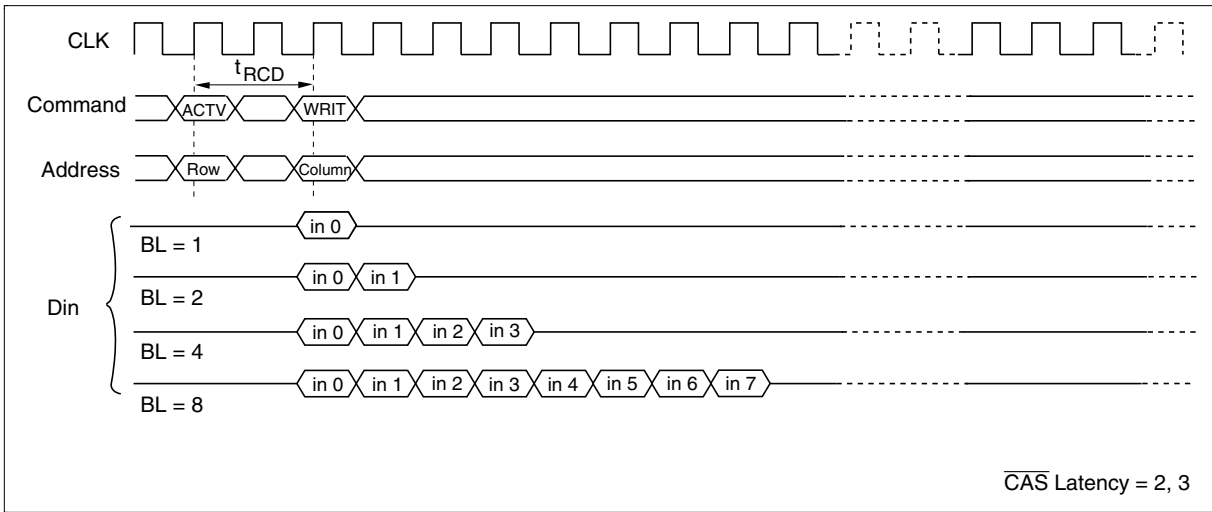 CLK
tRCD
Command ACTV WRIT
Address Row Column
in 0
BL = 1
in 0 in 1
BL = 2
Din
in 0 in 1 in 2 in 3
BL = 4
in 0 in 1 in 2 in 3 in 4 in 5 in 6 in 7
BL = 8
CAS Latency = 2, 3